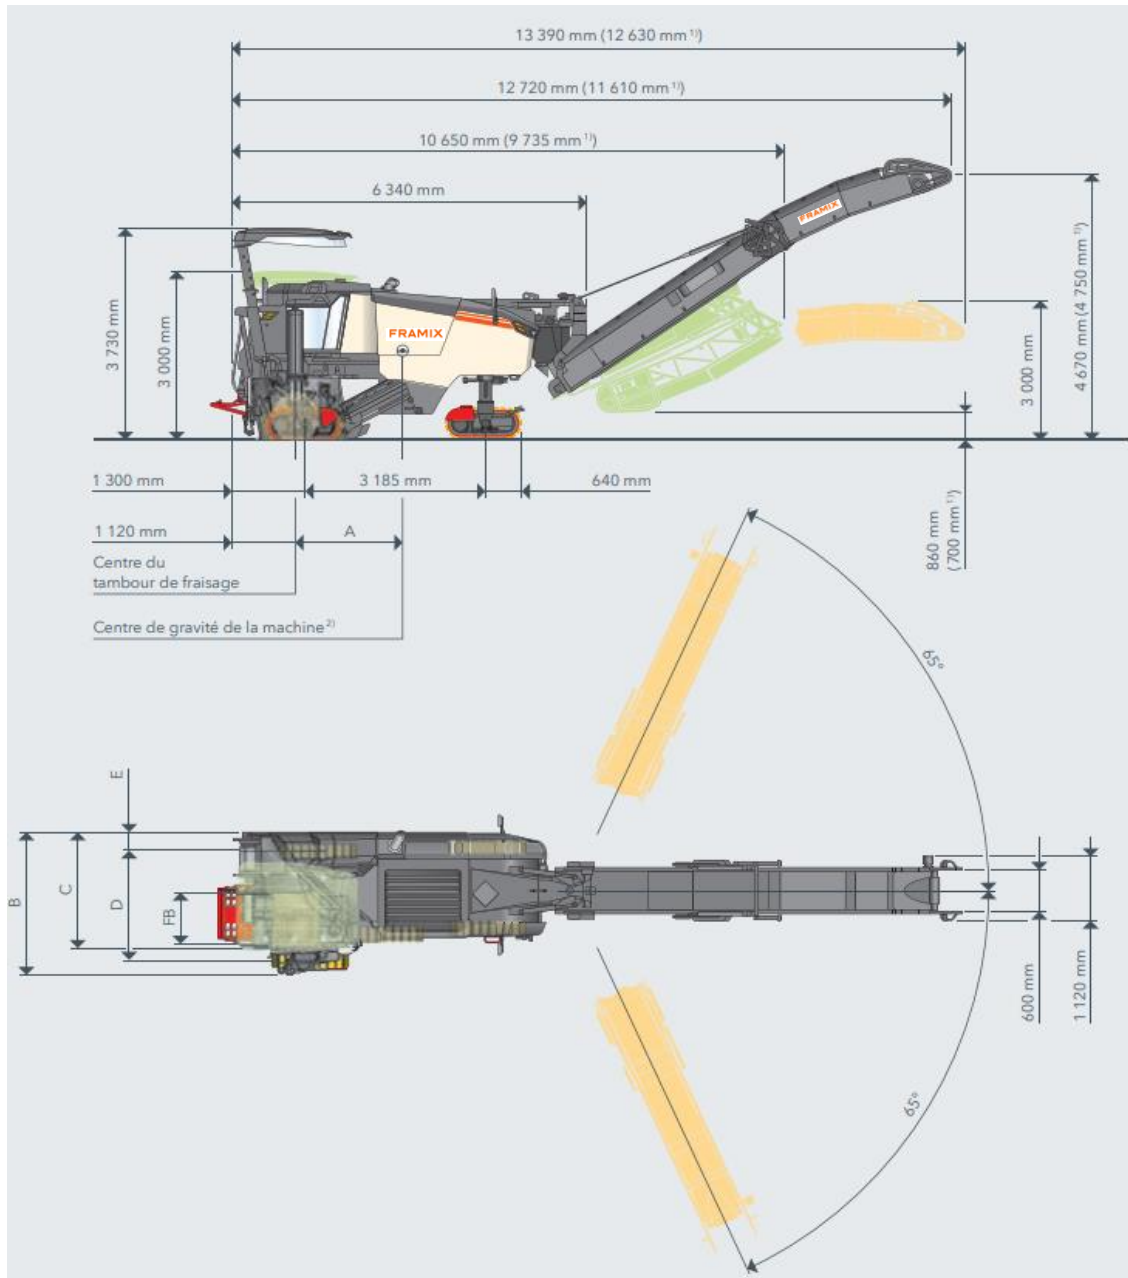 13 390 mm (12 630 mm ¹⁾)
12 720 mm (11 610 mm ¹⁾)
10 650 mm (9 735 mm ¹⁾)
6 340 mm
FRAMIX
3 730 mm
3 000 mm
FRAMIX
3 000 mm
4 670 mm (4 750 mm ¹⁾)
1 300 mm
3 185 mm
640 mm
1 120 mm
A
860 mm
(700 mm ¹⁾)
Centre du
tambour de fraisage
Centre de gravité de la machine ²⁾
65°
E
B
C
D
FB
600 mm
1 120 mm
65°